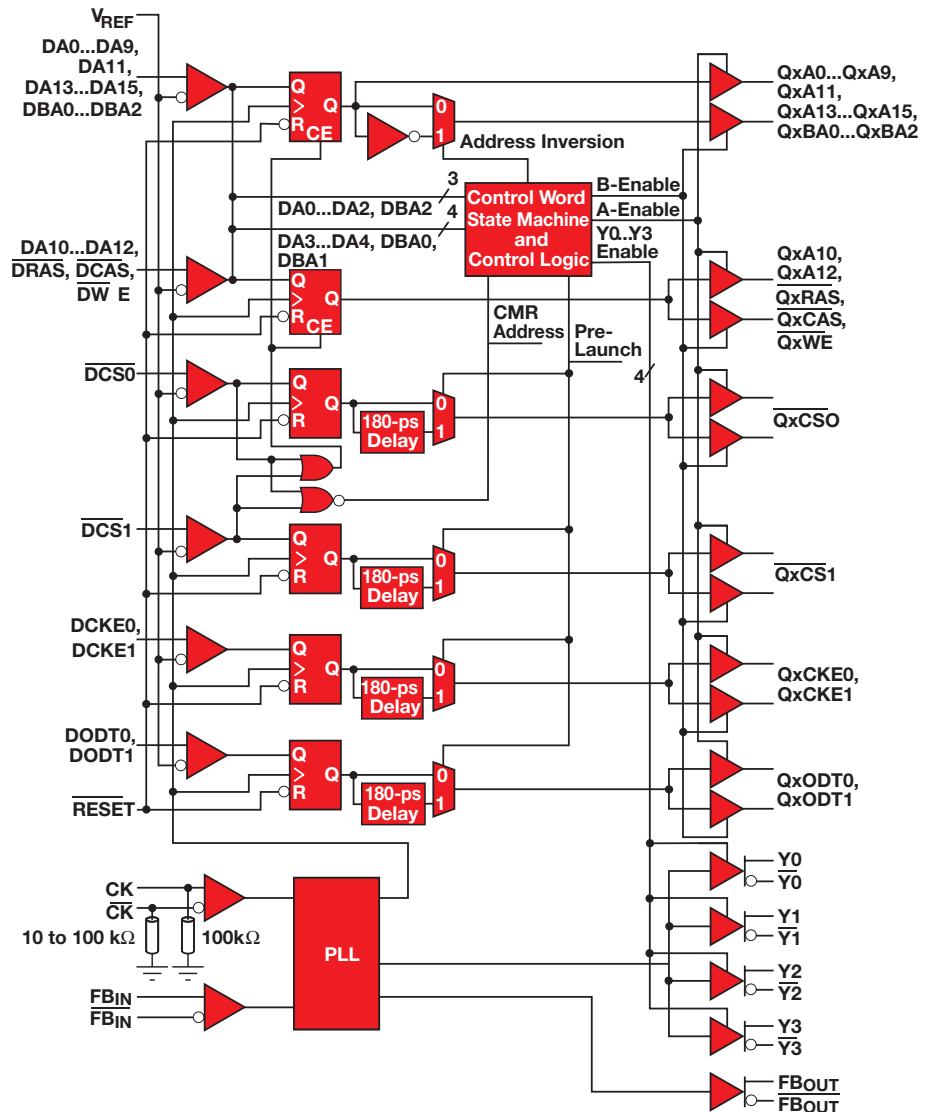 VREF
DA0...DA9,
DA11,
DA13...DA15,
DBA0...DBA2
Q
>
R
CE
Q
0
1
Address Inversion
QxA0...QxA9,
QxA11,
QxA13...QxA15,
QxBA0...QxBA2
3
DA0...DA2, DBA2
4
DA3...DA4, DBA0,
DBA1
Control Word
State Machine
and
Control Logic
B-Enable
A-Enable
Y0...Y3
Enable
DA10...DA12,
DRAS, DCAS,
DW E
Q
>
R
CE
Q
CMR
Address
Pre-
Launch
4
QxA10,
QxA12,
QxRAS,
QxCAS,
QxWE
DCS0
Q
>
R
Q
180-ps
Delay
0
1
QxCSO
DCS1
Q
>
R
Q
180-ps
Delay
0
1
QxCS1
DCKE0,
DCKE1
Q
>
R
Q
180-ps
Delay
0
1
QxCKE0,
QxCKE1
DODT0,
DODT1
Q
>
R
Q
180-ps
Delay
0
1
QxODT0,
QxODT1
RESET
CK
CK
10 to 100 kΩ
100kΩ
PLL
FBIN
FBIN
Y0
Y0
Y1
Y1
Y2
Y2
Y3
Y3
FBOUT
FBOUT